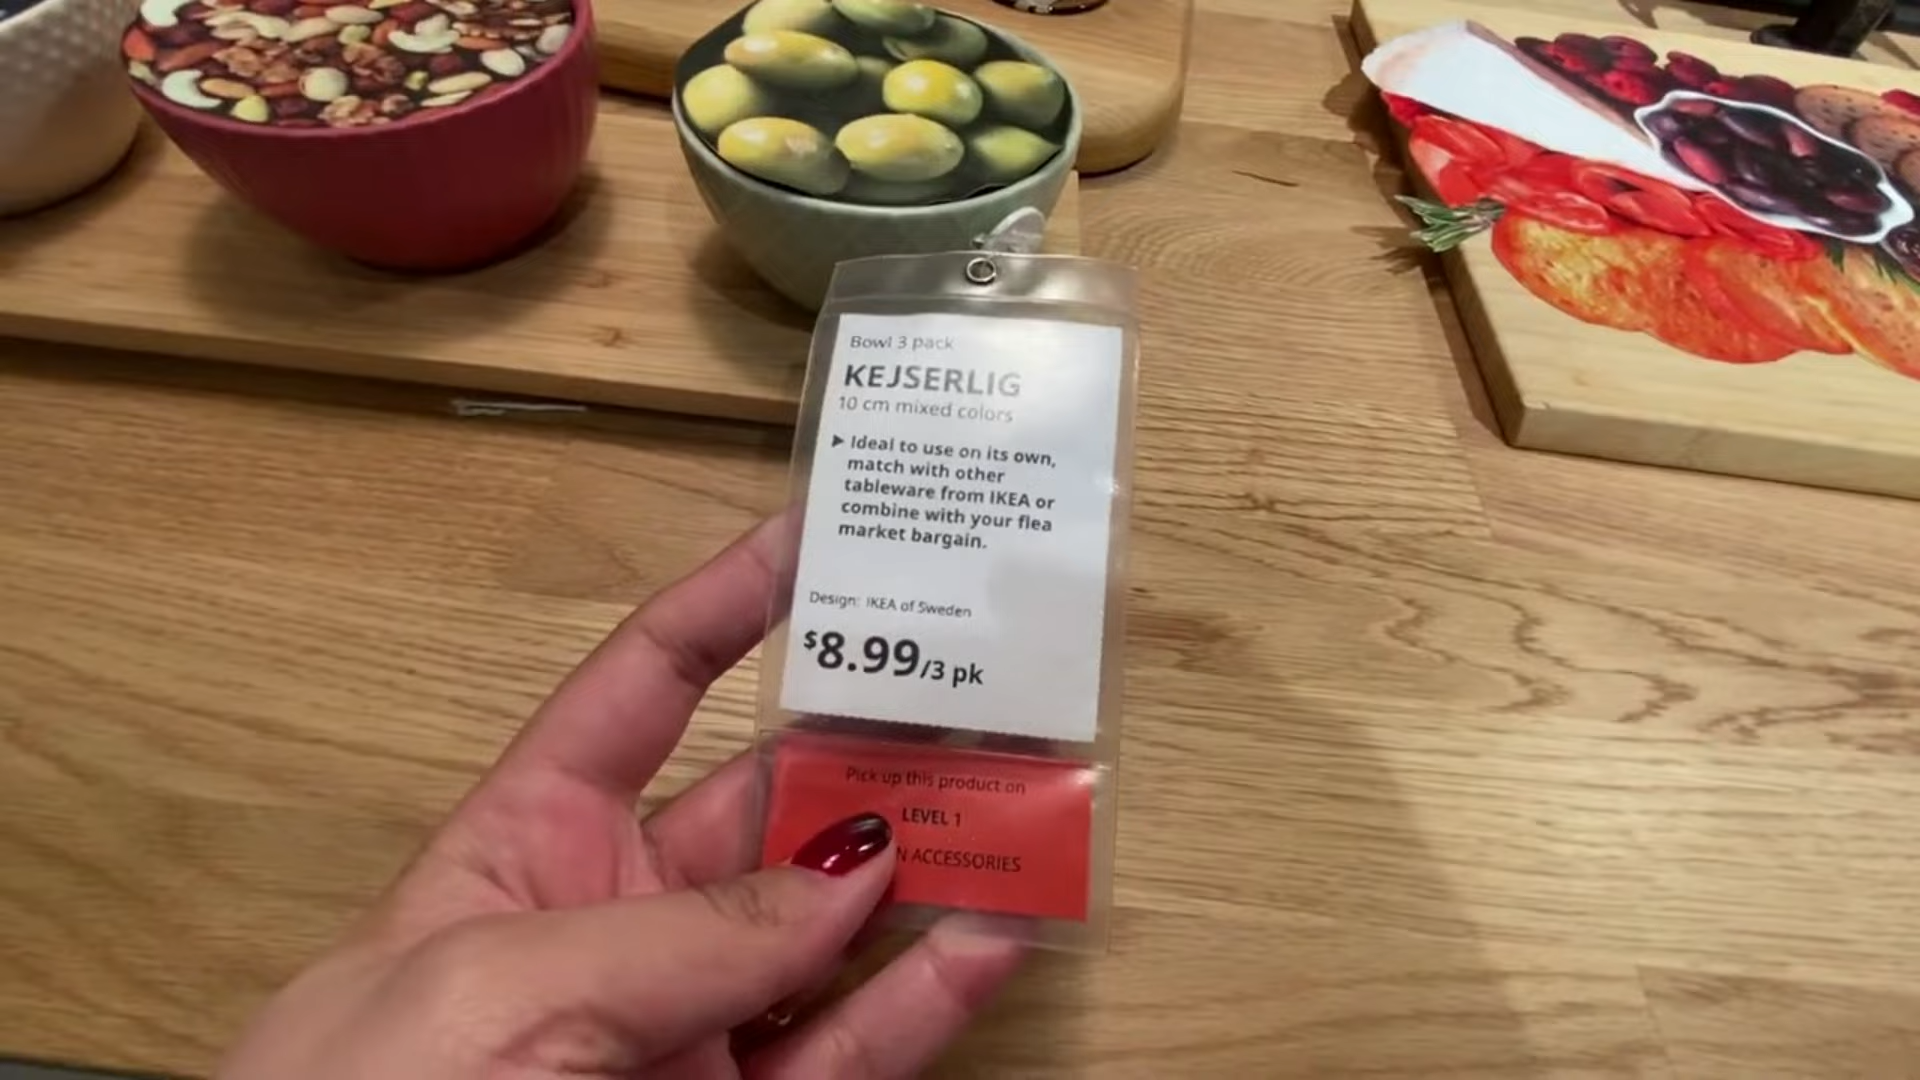 Bowl 3 pack
KEJSERLIG
10 cm mixed colors
▶ Ideal to use on its own,
match with other
tableware from IKEA or
combine with your flea
market bargain.
Design: IKEA of Sweden
$8.99/3 pk
Pick up this product on
LEVEL 1
ACCESSORIES